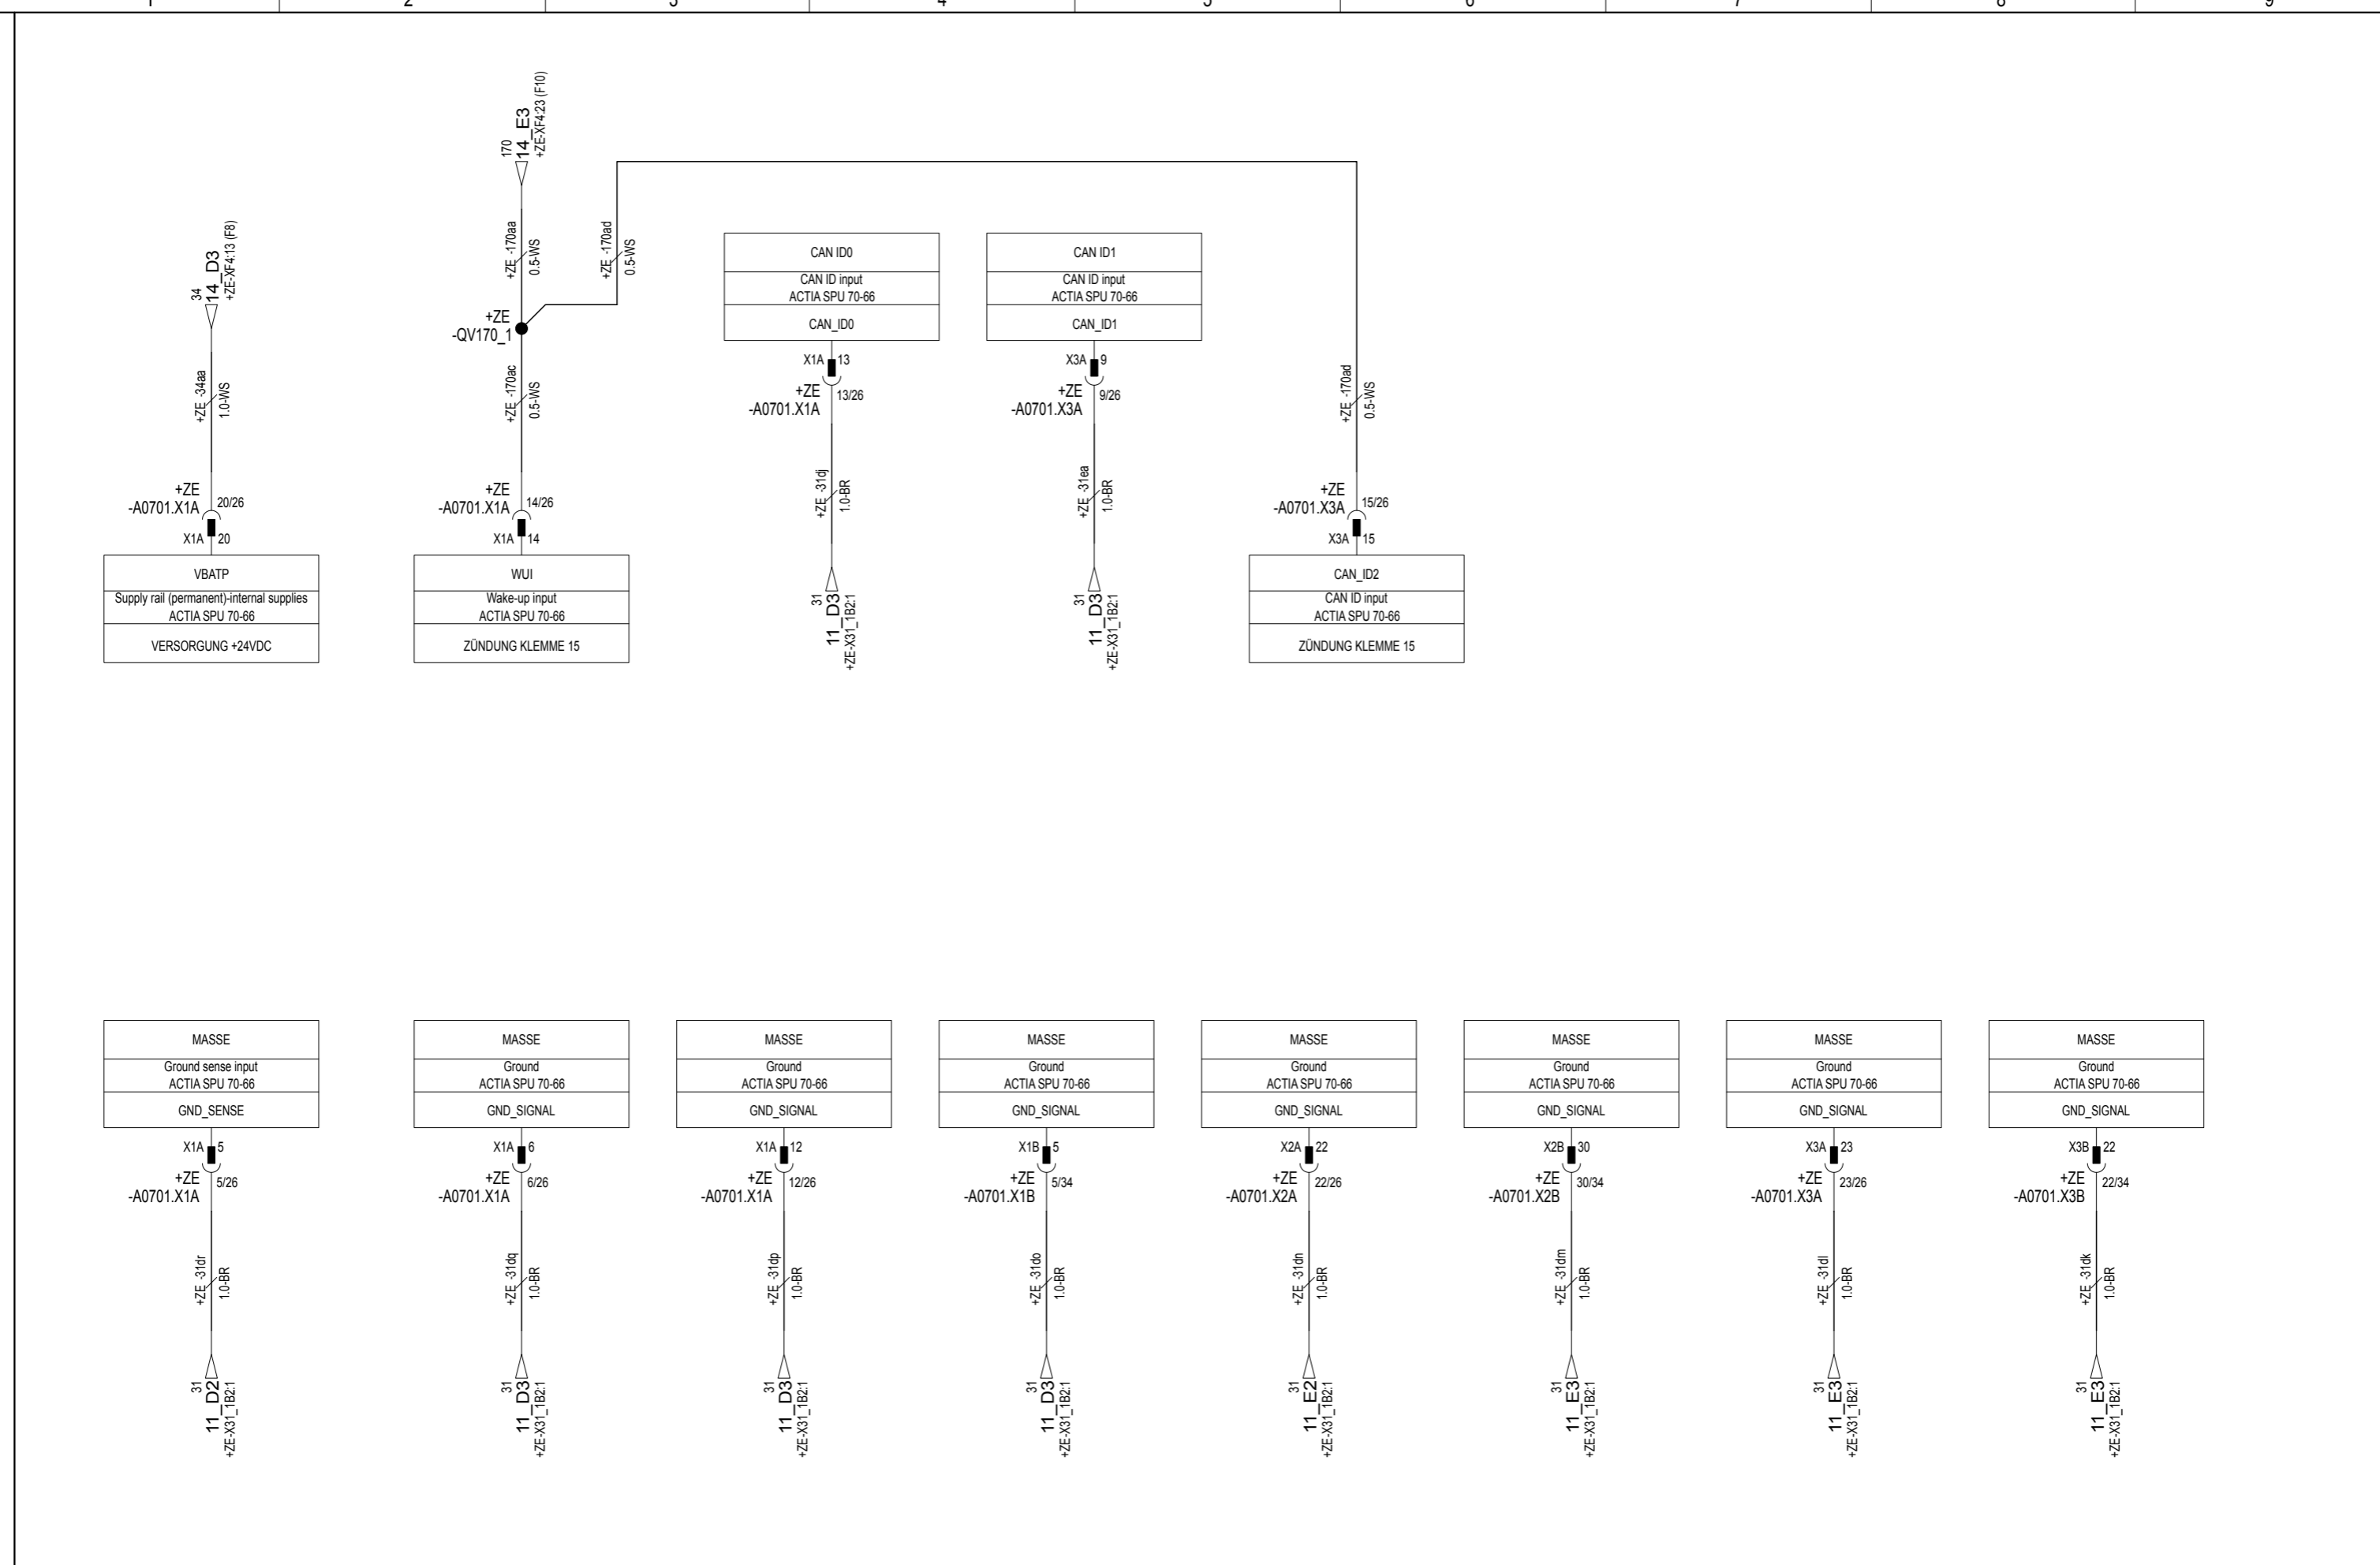 1 2 3 4 5 6 7 8 9
170
14_E3
+ZE-XF4:23 (F10)
34
14_D3
+ZE-XF4:13 (F8)
+ZE -170aa
0.5-WS
+ZE -170ad
0.5-WS
CAN ID0
CAN ID input
ACTIA SPU 70-66
CAN_ID0
CAN ID1
CAN ID input
ACTIA SPU 70-66
CAN_ID1
+ZE
-QV170_1
X1A 13
+ZE
-A0701.X1A 13/26
X3A 9
+ZE
-A0701.X3A 9/26
+ZE -34aa
1.0-WS
+ZE -170ac
0.5-WS
+ZE -170ad
0.5-WS
+ZE -31dj
1.0-BR
+ZE -31ea
1.0-BR
+ZE
-A0701.X1A 20/26
X1A 20
+ZE
-A0701.X1A 14/26
X1A 14
+ZE
-A0701.X3A 15/26
X3A 15
VBATP
Supply rail (permanent)-internal supplies
ACTIA SPU 70-66
VERSORGUNG +24VDC
WUI
Wake-up input
ACTIA SPU 70-66
ZÜNDUNG KLEMME 15
31
11_D3
+ZE-X31_1B2:1
31
11_D3
+ZE-X31_1B2:1
CAN_ID2
CAN ID input
ACTIA SPU 70-66
ZÜNDUNG KLEMME 15
MASSE
Ground sense input
ACTIA SPU 70-66
GND_SENSE
X1A 5
+ZE
-A0701.X1A 5/26
+ZE -31dr
1.0-BR
31
11_D2
+ZE-X31_1B2:1
MASSE
Ground
ACTIA SPU 70-66
GND_SIGNAL
X1A 6
+ZE
-A0701.X1A 6/26
+ZE -31dq
1.0-BR
31
11_D3
+ZE-X31_1B2:1
MASSE
Ground
ACTIA SPU 70-66
GND_SIGNAL
X1A 12
+ZE
-A0701.X1A 12/26
+ZE -31dp
1.0-BR
31
11_D3
+ZE-X31_1B2:1
MASSE
Ground
ACTIA SPU 70-66
GND_SIGNAL
X1B 5
+ZE
-A0701.X1B 5/34
+ZE -31do
1.0-BR
31
11_D3
+ZE-X31_1B2:1
MASSE
Ground
ACTIA SPU 70-66
GND_SIGNAL
X2A 22
+ZE
-A0701.X2A 22/26
+ZE -31dn
1.0-BR
31
11_E2
+ZE-X31_1B2:1
MASSE
Ground
ACTIA SPU 70-66
GND_SIGNAL
X2B 30
+ZE
-A0701.X2B 30/34
+ZE -31dm
1.0-BR
31
11_E3
+ZE-X31_1B2:1
MASSE
Ground
ACTIA SPU 70-66
GND_SIGNAL
X3A 23
+ZE
-A0701.X3A 23/26
+ZE -31dl
1.0-BR
31
11_E3
+ZE-X31_1B2:1
MASSE
Ground
ACTIA SPU 70-66
GND_SIGNAL
X3B 22
+ZE
-A0701.X3B 22/34
+ZE -31dk
1.0-BR
31
11_E3
+ZE-X31_1B2:1